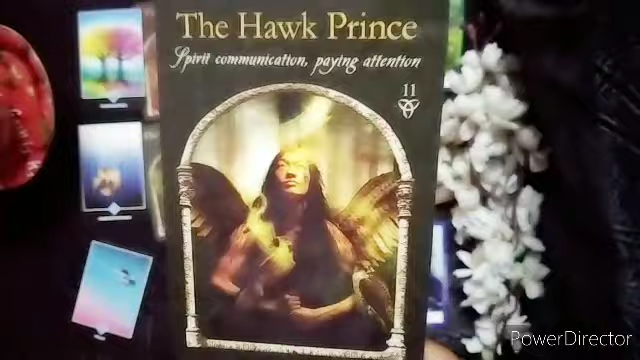 The Hawk Prince
Spirit communication, paying attention
11
PowerDirector